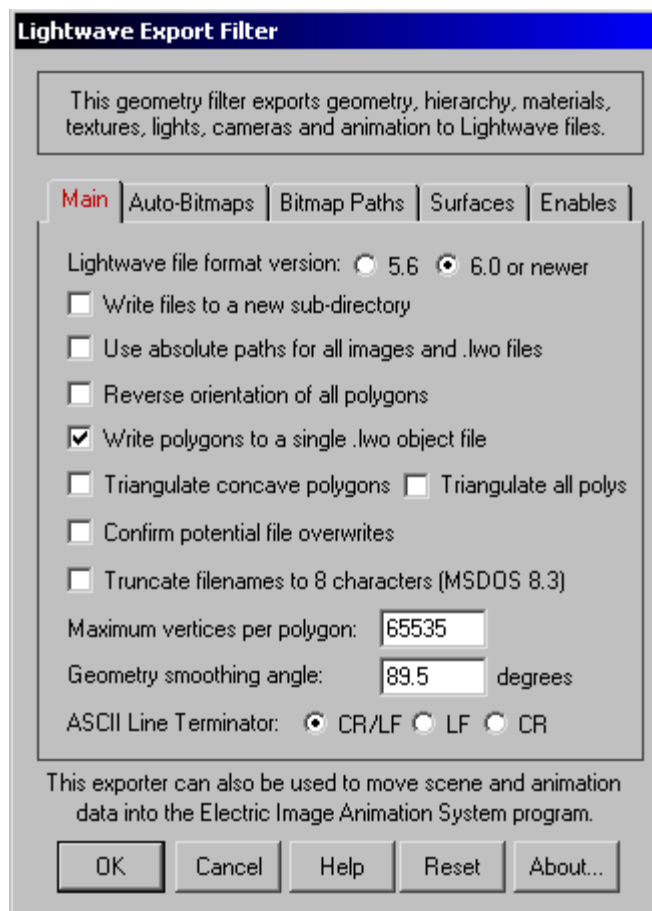 Lightwave Export Filter
This geometry filter exports geometry, hierarchy, materials,
textures, lights, cameras and animation to Lightwave files.
Main Auto-Bitmaps Bitmap Paths Surfaces Enables
Lightwave file format version: 5.6 6.0 or newer
Write files to a new sub-directory
Use absolute paths for all images and .lwo files
Reverse orientation of all polygons
Write polygons to a single .lwo object file
Triangulate concave polygons Triangulate all polys
Confirm potential file overwrites
Truncate filenames to 8 characters (MSDOS 8.3)
Maximum vertices per polygon: 65535
Geometry smoothing angle: 89.5 degrees
ASCII Line Terminator: CR/LF LF CR
This exporter can also be used to move scene and animation
data into the Electric Image Animation System program.
OK Cancel Help Reset About...